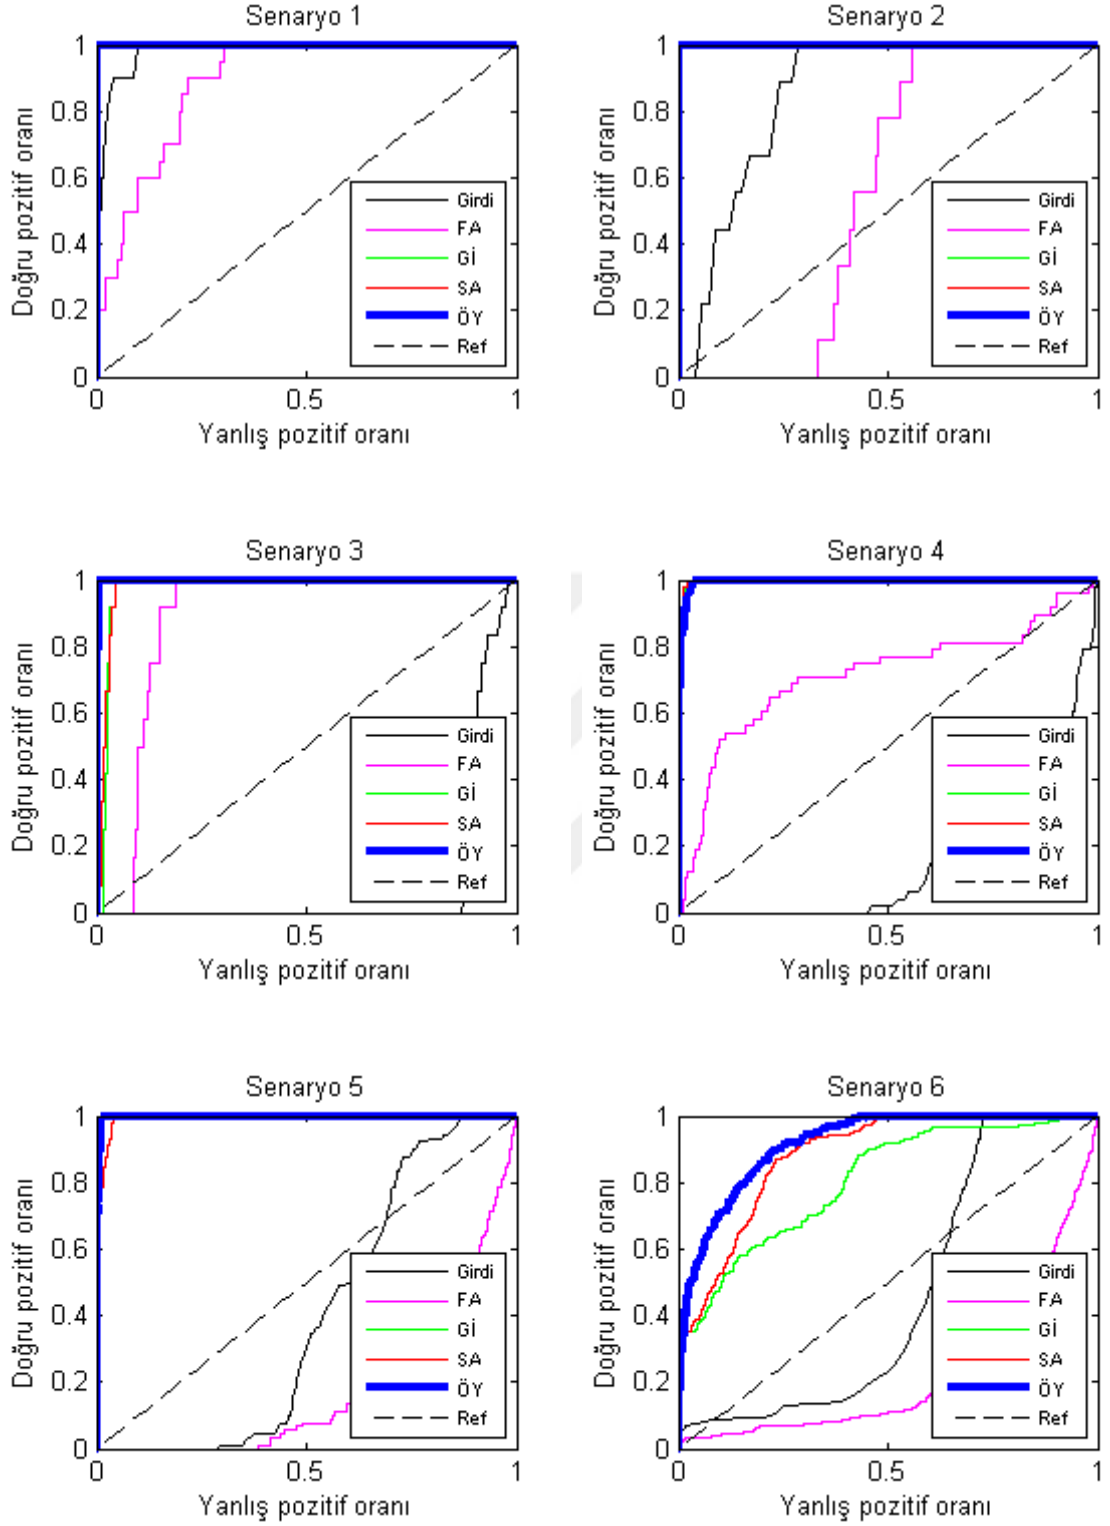 Senaryo 1
1
0.8
0.6
0.4
0.2
0
Doğru pozitif oranı
Girdi
FA
Gİ
SA
ÖY
Ref
0
0.5
1
Yanlış pozitif oranı
Senaryo 2
1
0.8
0.6
0.4
0.2
0
Doğru pozitif oranı
Girdi
FA
Gİ
SA
ÖY
Ref
0
0.5
1
Yanlış pozitif oranı
Senaryo 3
1
0.8
0.6
0.4
0.2
0
Doğru pozitif oranı
Girdi
FA
Gİ
SA
ÖY
Ref
0
0.5
1
Yanlış pozitif oranı
Senaryo 4
1
0.8
0.6
0.4
0.2
0
Doğru pozitif oranı
Girdi
FA
Gİ
SA
ÖY
Ref
0
0.5
1
Yanlış pozitif oranı
Senaryo 5
1
0.8
0.6
0.4
0.2
0
Doğru pozitif oranı
Girdi
FA
Gİ
SA
ÖY
Ref
0
0.5
1
Yanlış pozitif oranı
Senaryo 6
1
0.8
0.6
0.4
0.2
0
Doğru pozitif oranı
Girdi
FA
Gİ
SA
ÖY
Ref
0
0.5
1
Yanlış pozitif oranı